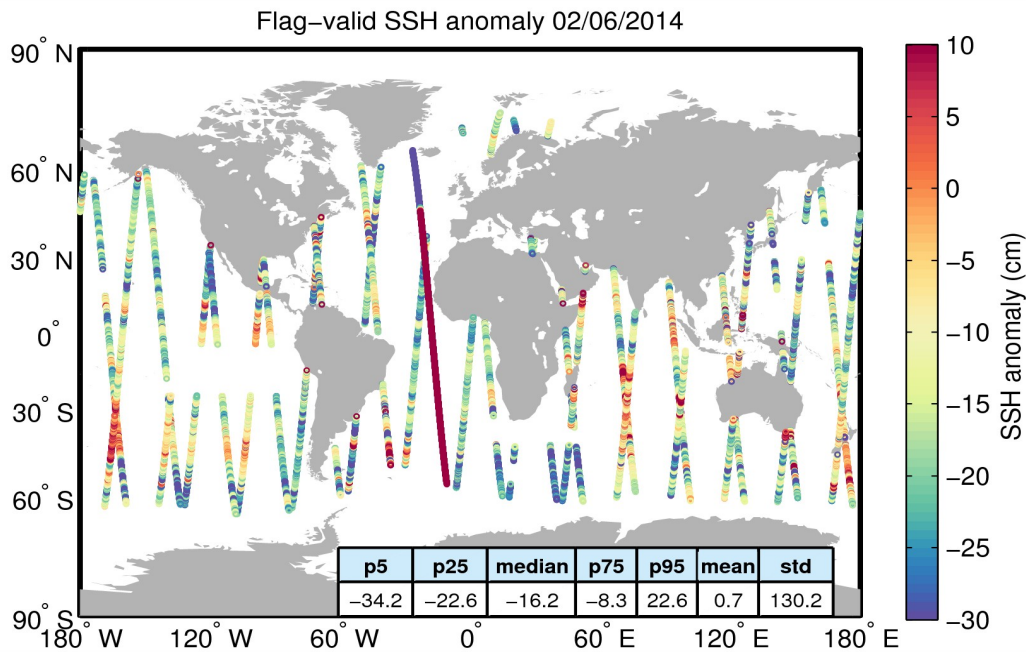 Flag−valid SSH anomaly 02/06/2014
90° N
60° N
30° N
0°
30° S
60° S
90° S
180° W 120° W 60° W 0° 60° E 120° E 180° E
p5 p25 median p75 p95 mean std
−34.2 −22.6 −16.2 −8.3 22.6 0.7 130.2
10
5
0
−5
−10
−15
−20
−25
−30
SSH anomaly (cm)